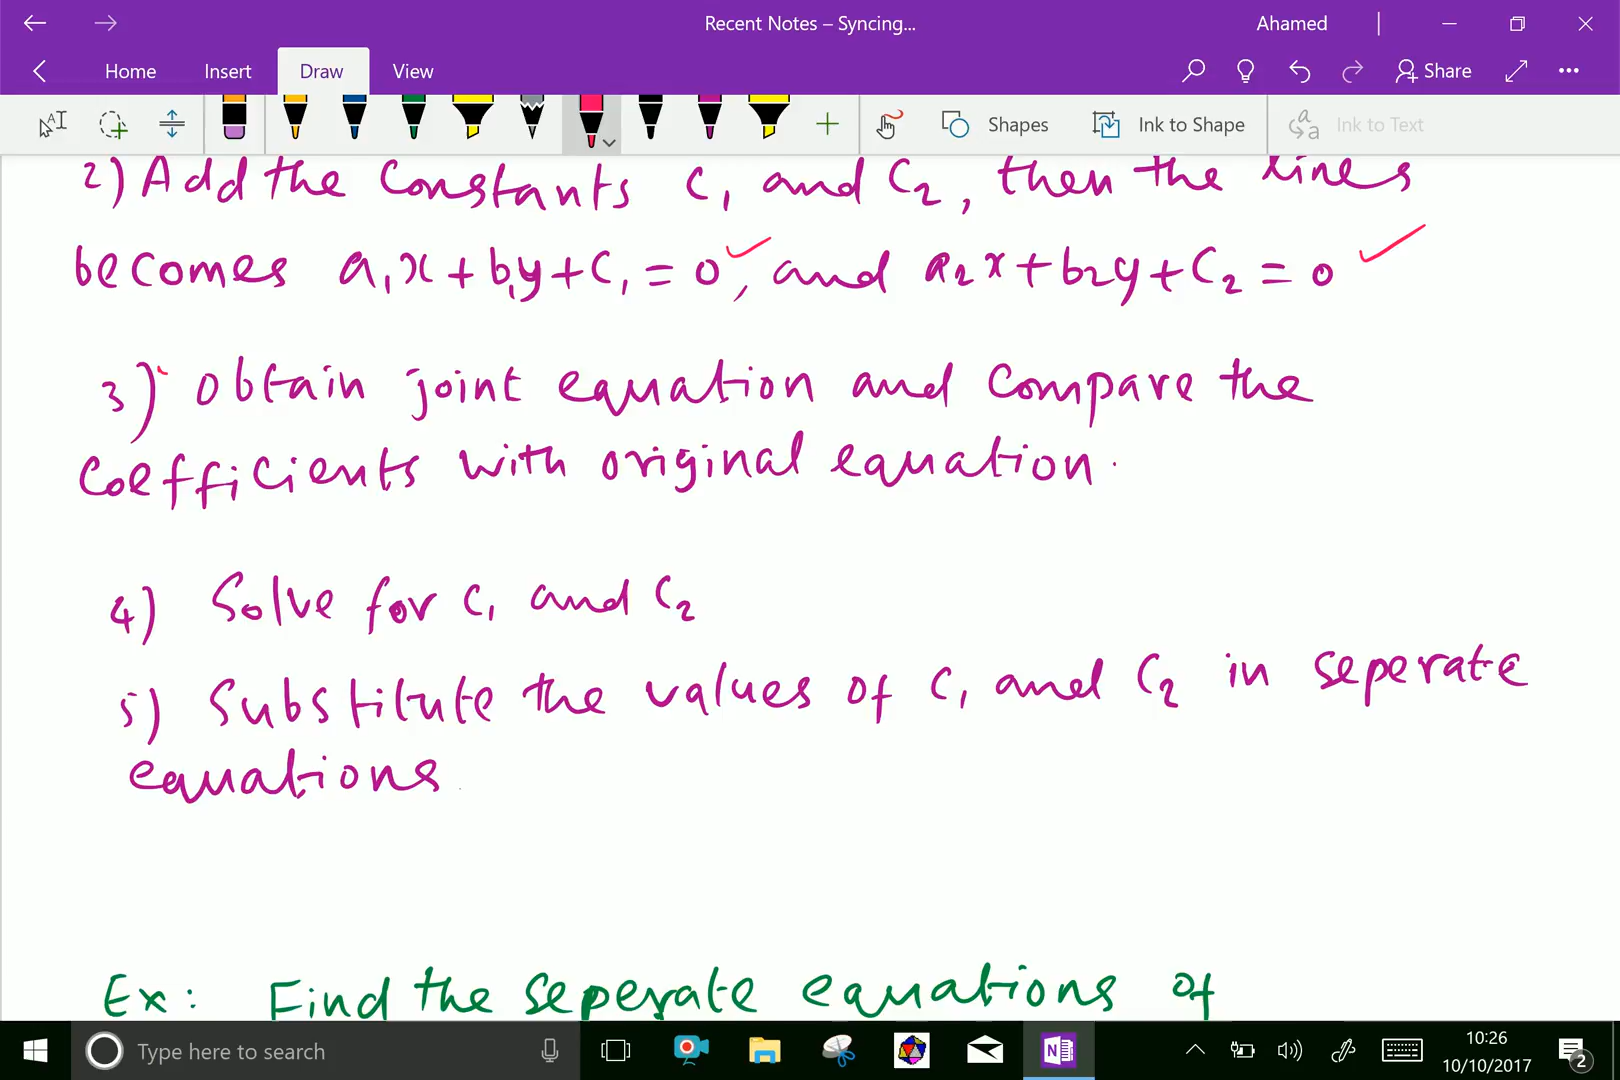 Recent Notes – Syncing...
Ahamed
Home Insert Draw View
Share
Shapes Ink to Shape Ink to Text
2) Add the Constants C₁ and C₂, then the lines
becomes a₁x + b₁y + C₁ = 0, and a₂x + b₂y + C₂ = 0
3) Obtain joint equation and compare the
Coefficients with original equation.
4) Solve for C₁ and C₂
5) Substitute the values of C₁ and C₂ in seperate
equations
Ex: Find the seperate equations of
Type here to search
10:26
10/10/2017
2